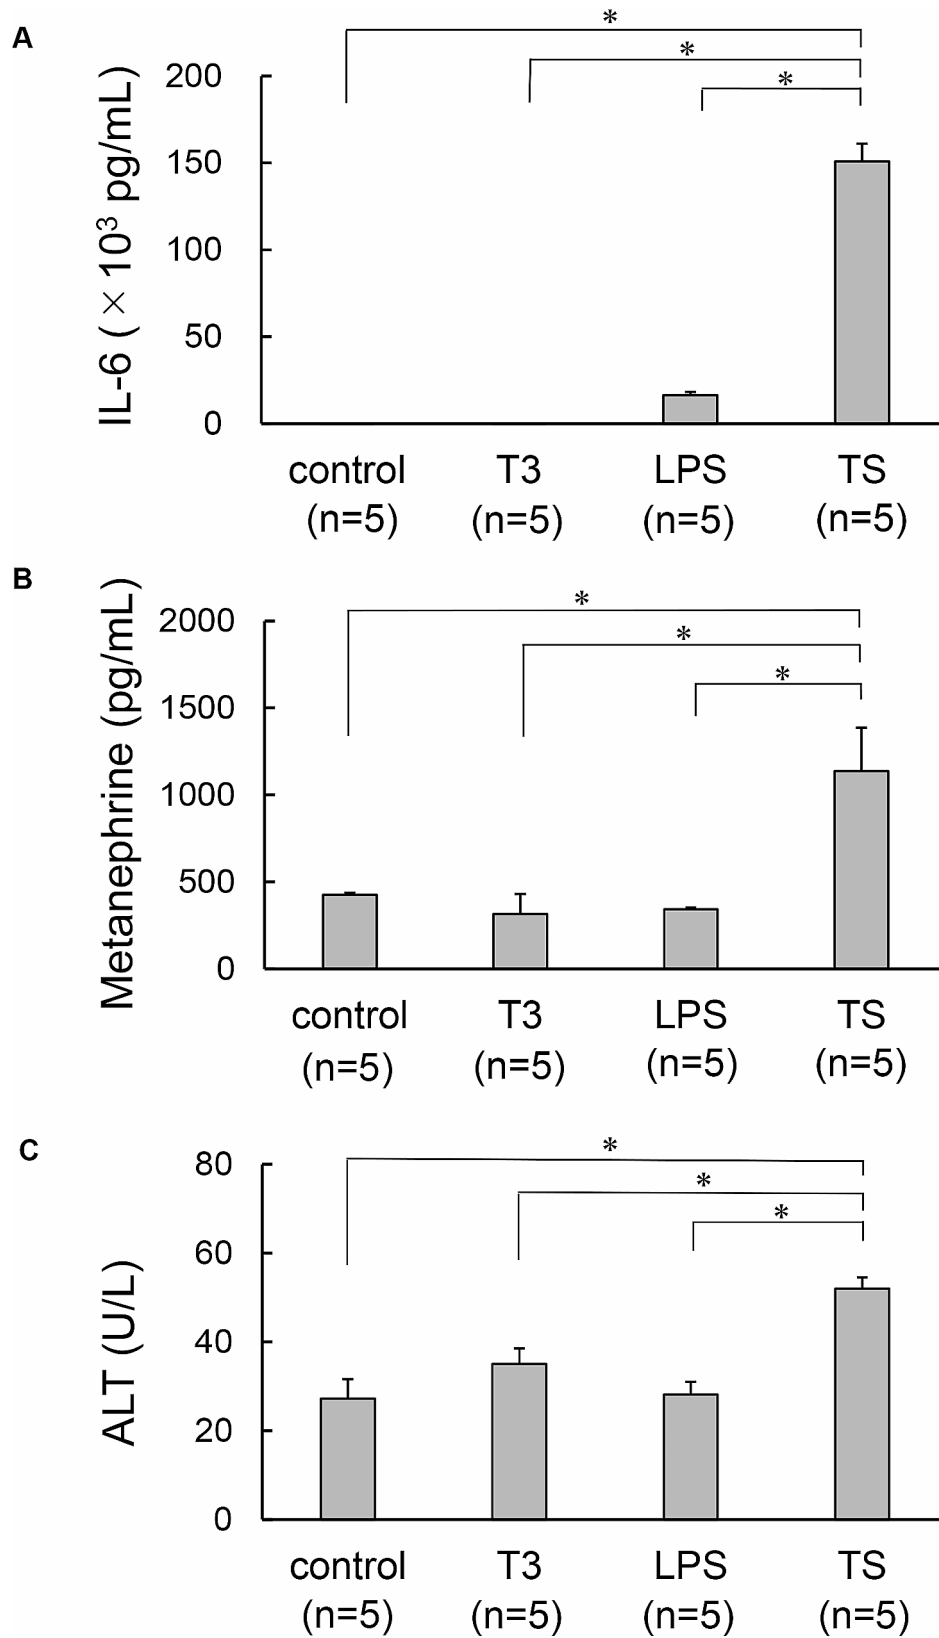 A
IL-6 ( × 10³ pg/mL)
200
150
100
50
0
*
*
*
control
(n=5)
T3
(n=5)
LPS
(n=5)
TS
(n=5)
B
Metanephrine (pg/mL)
2000
1500
1000
500
0
*
*
*
control
(n=5)
T3
(n=5)
LPS
(n=5)
TS
(n=5)
C
ALT (U/L)
80
60
40
20
0
*
*
*
control
(n=5)
T3
(n=5)
LPS
(n=5)
TS
(n=5)